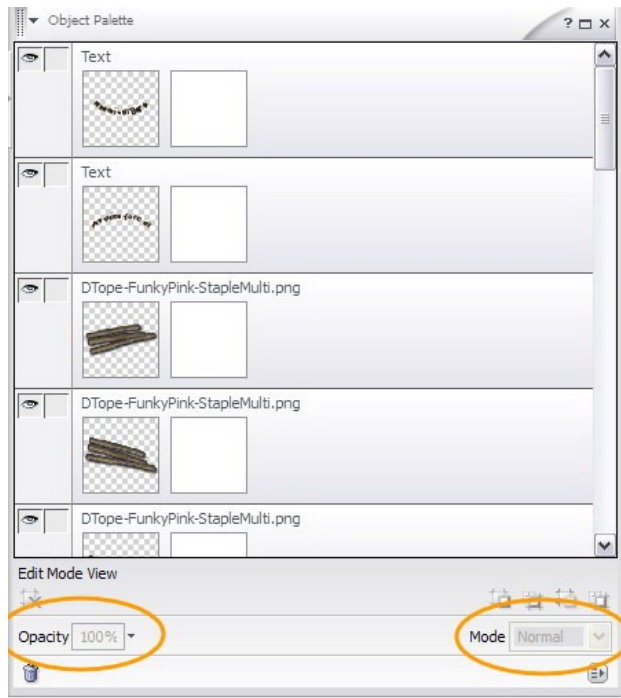 Object Palette
Text
Text
DTope-FunkyPink-StapleMulti.png
DTope-FunkyPink-StapleMulti.png
DTope-FunkyPink-StapleMulti.png
Edit Mode View
Opacity 100% Mode Normal